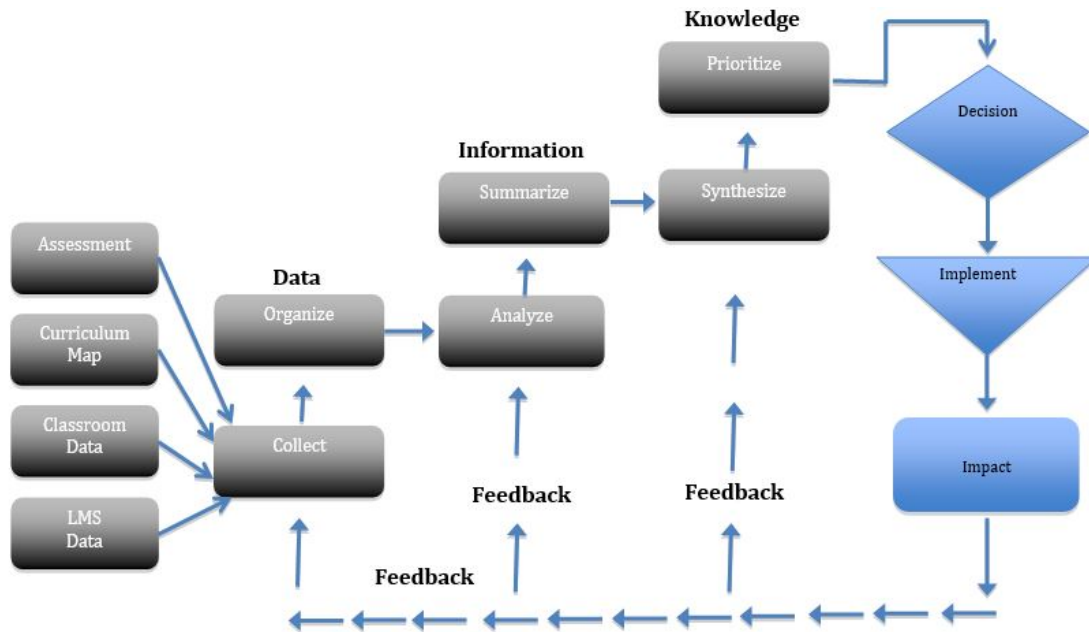 Knowledge
Prioritize
Decision
Information
Summarize
Synthesize
Assessment
Data
Implement
Organize
Analyze
Curriculum
Map
Classroom
Data
Collect
Impact
LMS
Data
Feedback
Feedback
Feedback